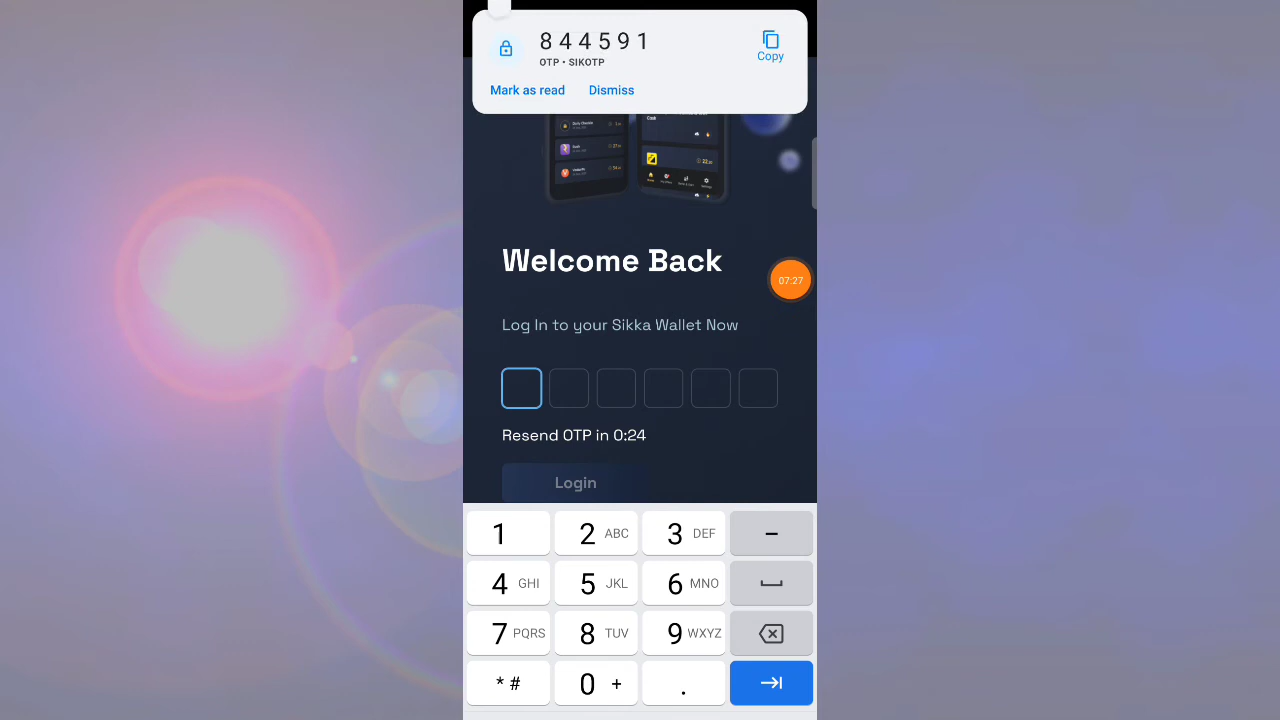 844591
OTP • SIKOTP
Copy
Mark as read
Dismiss
Cash
22
Welcome Back
07:27
Log In to your Sikka Wallet Now
Resend OTP in 0:24
Login
1
2 ABC
3 DEF
–
4 GHI
5 JKL
6 MNO
7 PQRS
8 TUV
9 WXYZ
* #
0 +
.